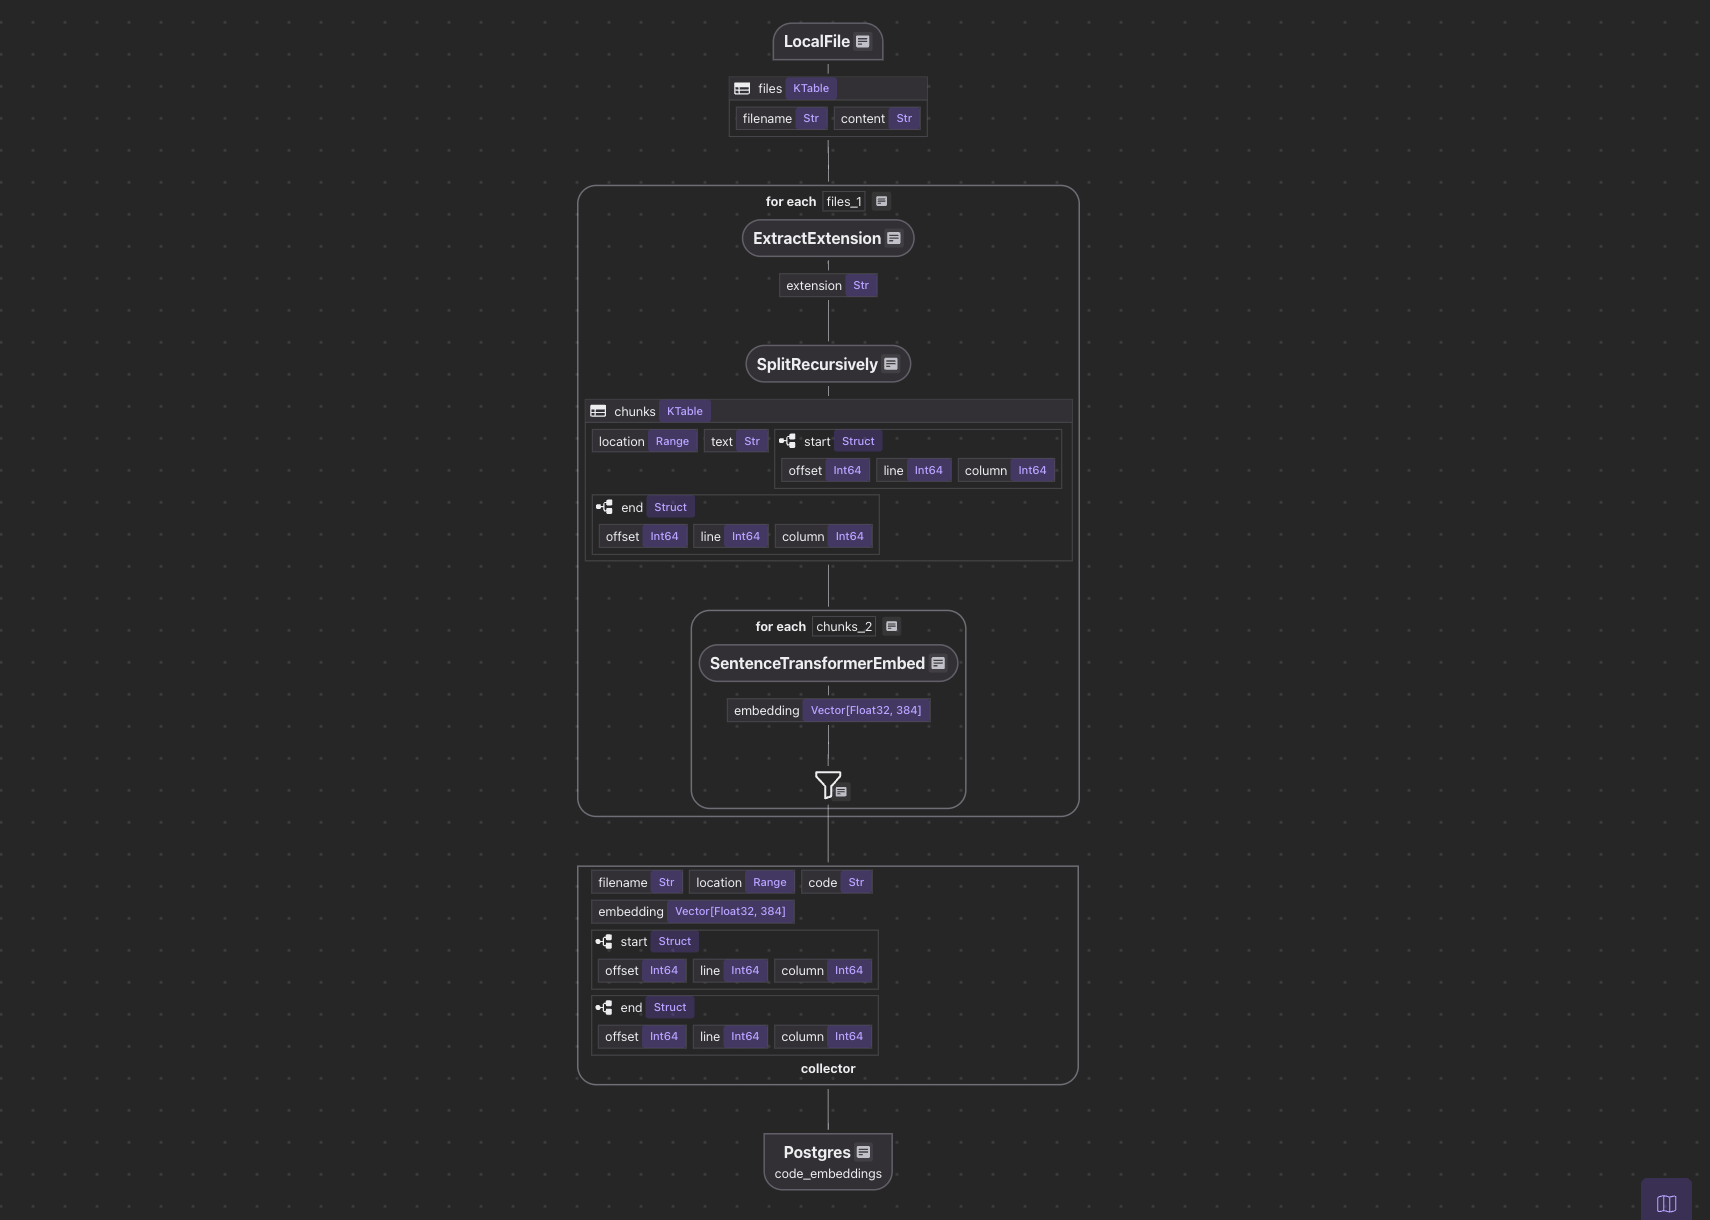 LocalFile
files KTable
filename Str content Str
for each files_1
ExtractExtension
extension Str
SplitRecursively
chunks KTable
location Range text Str start Struct
offset Int64 line Int64 column Int64
end Struct
offset Int64 line Int64 column Int64
for each chunks_2
SentenceTransformerEmbed
embedding Vector[Float32, 384]
filename Str location Range code Str
embedding Vector[Float32, 384]
start Struct
offset Int64 line Int64 column Int64
end Struct
offset Int64 line Int64 column Int64
collector
Postgres
code_embeddings